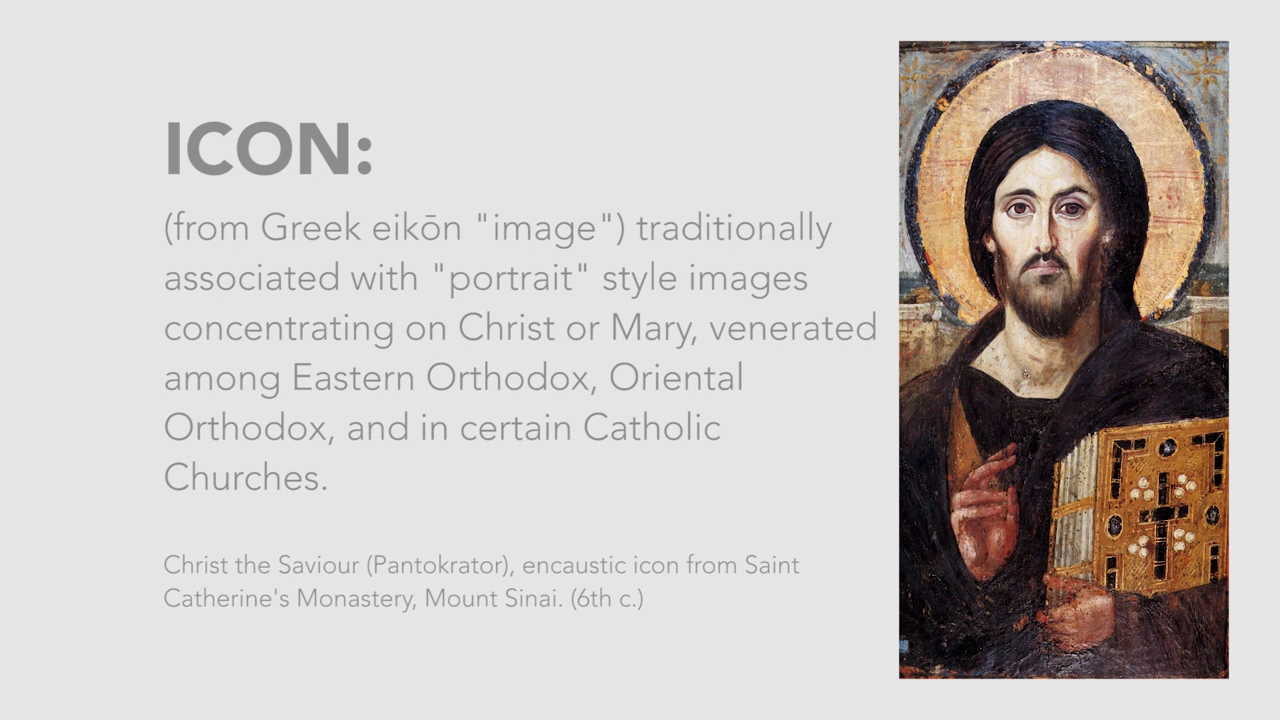 ICON:
(from Greek eikōn "image") traditionally
associated with "portrait" style images
concentrating on Christ or Mary, venerated
among Eastern Orthodox, Oriental
Orthodox, and in certain Catholic
Churches.
Christ the Saviour (Pantokrator), encaustic icon from Saint
Catherine's Monastery, Mount Sinai. (6th c.)